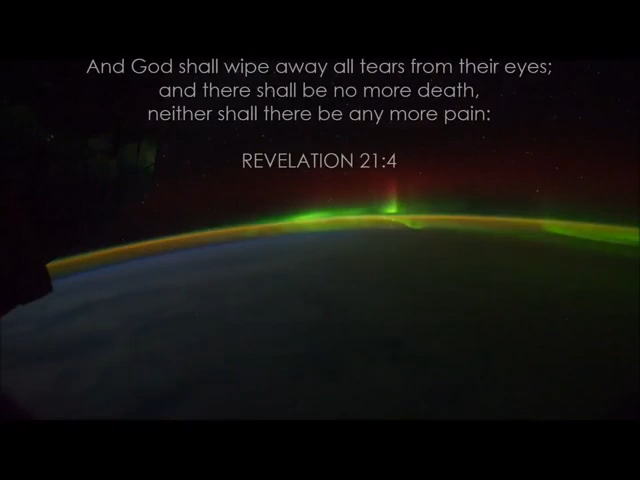 And God shall wipe away all tears from their eyes;
and there shall be no more death,
neither shall there be any more pain:
REVELATION 21:4